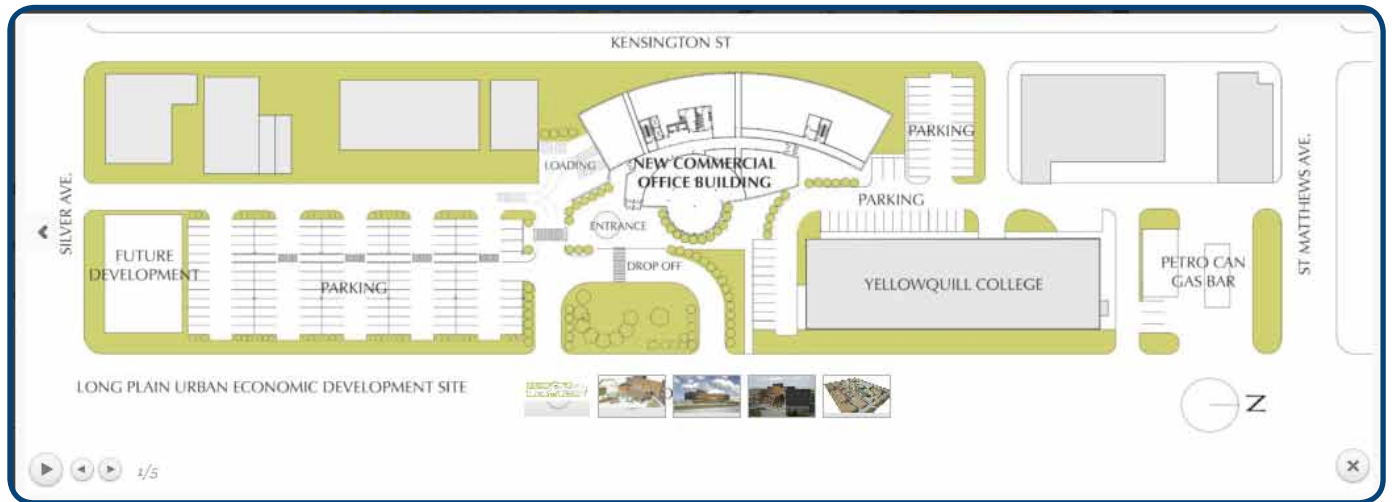 KENSINGTON ST
SILVER AVE.
ST MATTHEWS AVE.
PARKING
LOADING
NEW COMMERCIAL
OFFICE BUILDING
PARKING
ENTRANCE
FUTURE
DEVELOPMENT
PARKING
DROP OFF
YELLOWQUILL COLLEGE
PETRO CAN
GAS BAR
LONG PLAIN URBAN ECONOMIC DEVELOPMENT SITE
N
1/5